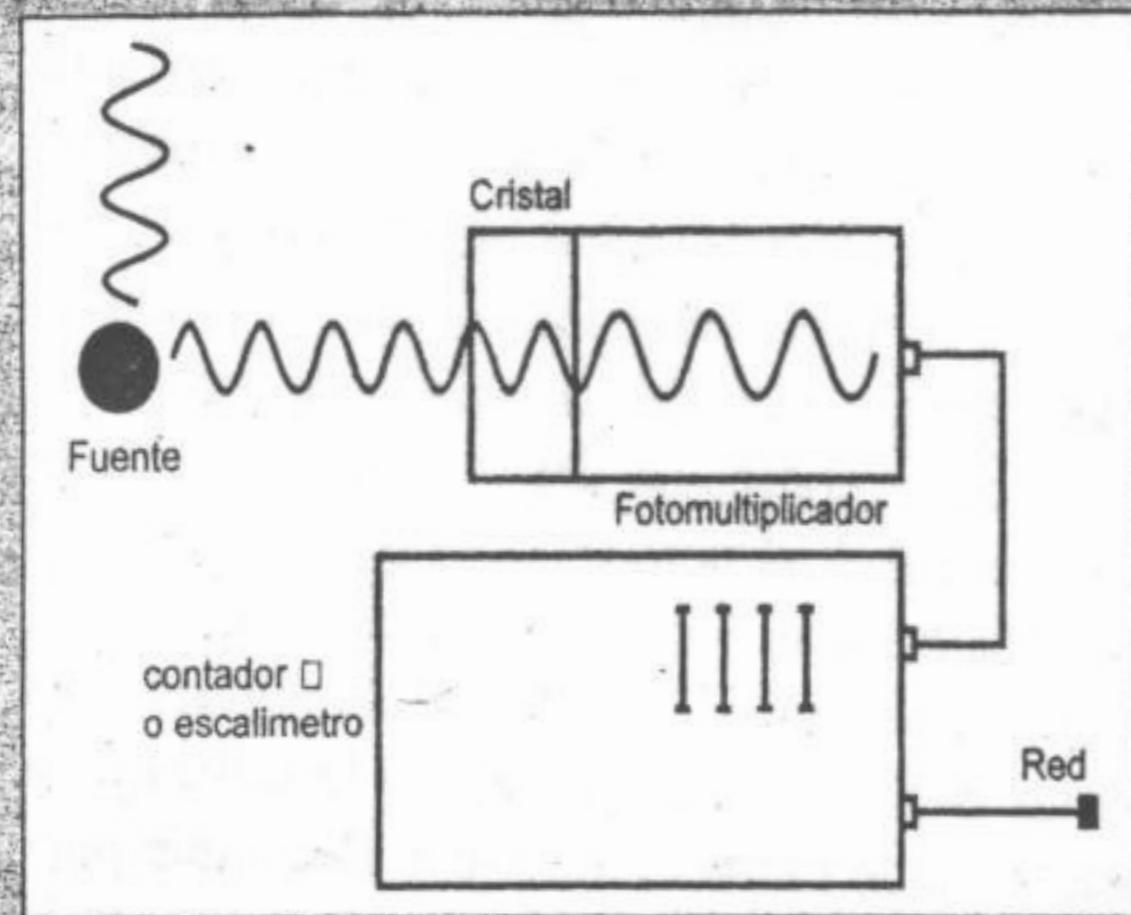 Cristal
Fuente
Fotomultiplicador
contador □
o escalimetro
Red